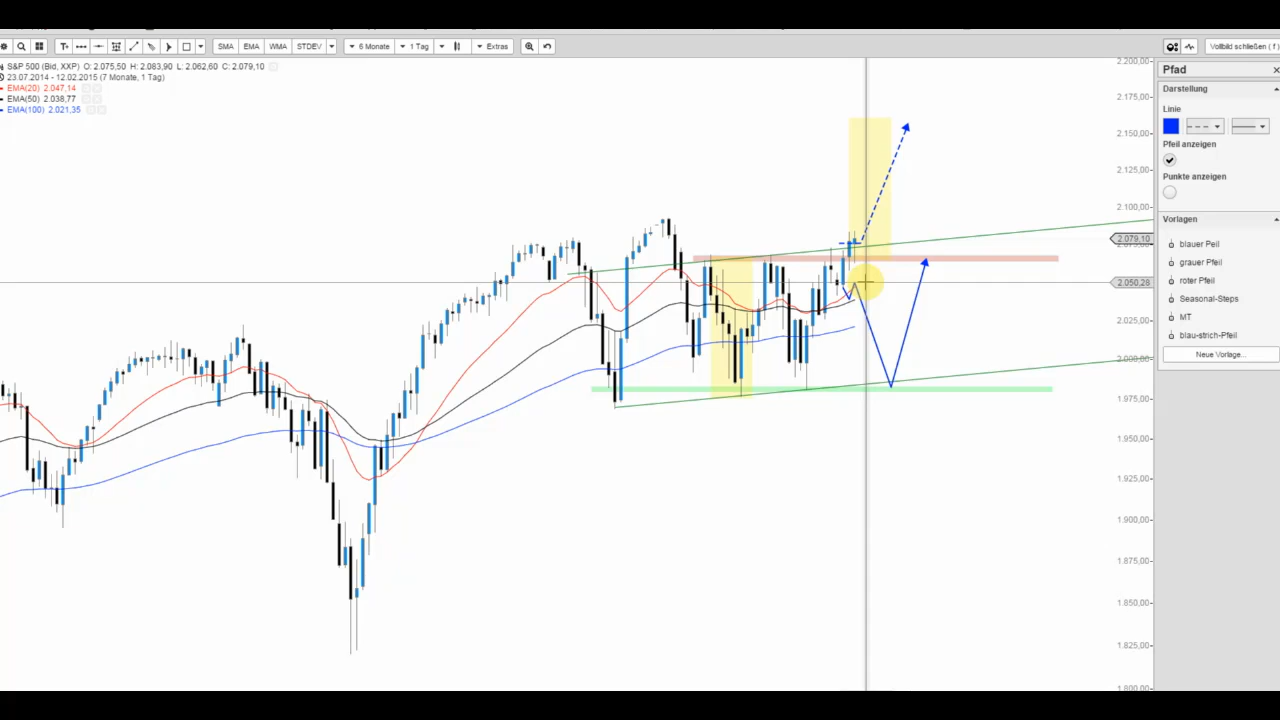 SMA EMA WMA STDEV 6 Monate 1 Tag Extras Vollbild schließen ( f )
S&P 500 (Bid, XXP) O: 2.075,50 H: 2.083,90 L: 2.062,60 C: 2.079,10
23.07.2014 - 12.02.2015 (7 Monate, 1 Tag)
EMA(20) 2.047,14
EMA(50) 2.038,77
EMA(100) 2.021,35
2.200,00
2.175,00
2.150,00
2.125,00
2.100,00
2.079,10
2.050,28
2.025,00
2.000,00
1.975,00
1.950,00
1.925,00
1.900,00
1.875,00
1.850,00
1.825,00
1.800,00
Pfad
Darstellung
Linie
Pfeil anzeigen
Punkte anzeigen
Vorlagen
blauer Peil
grauer Pfeil
roter Pfeil
Seasonal-Steps
MT
blau-strich-Pfeil
Neue Vorlage...